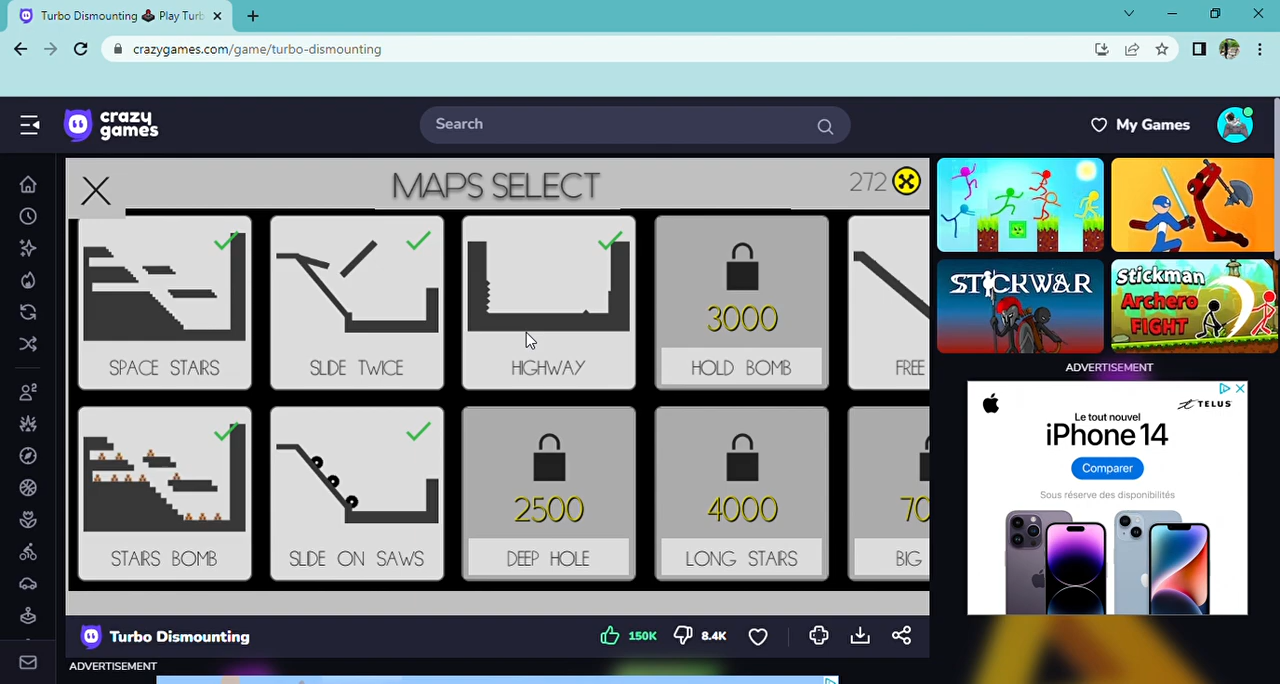 Turbo Dismounting
Play Turb
crazygames.com/game/turbo-dismounting
crazy
games
Search
My Games
MAPS SELECT
272
SPACE STAIRS
SLIDE TWICE
HIGHWAY
3000
HOLD BOMB
FREE
STAIRS BOMB
SLIDE ON SAWS
2500
DEEP HOLE
4000
LONG STAIRS
70
BIG
Turbo Dismounting
150K
8.4K
ADVERTISEMENT
STICKWAR
Stickman
Archero
FIGHT
ADVERTISEMENT
TELUS
Le tout nouvel
iPhone 14
Comparer
Sous réserve des disponibilités